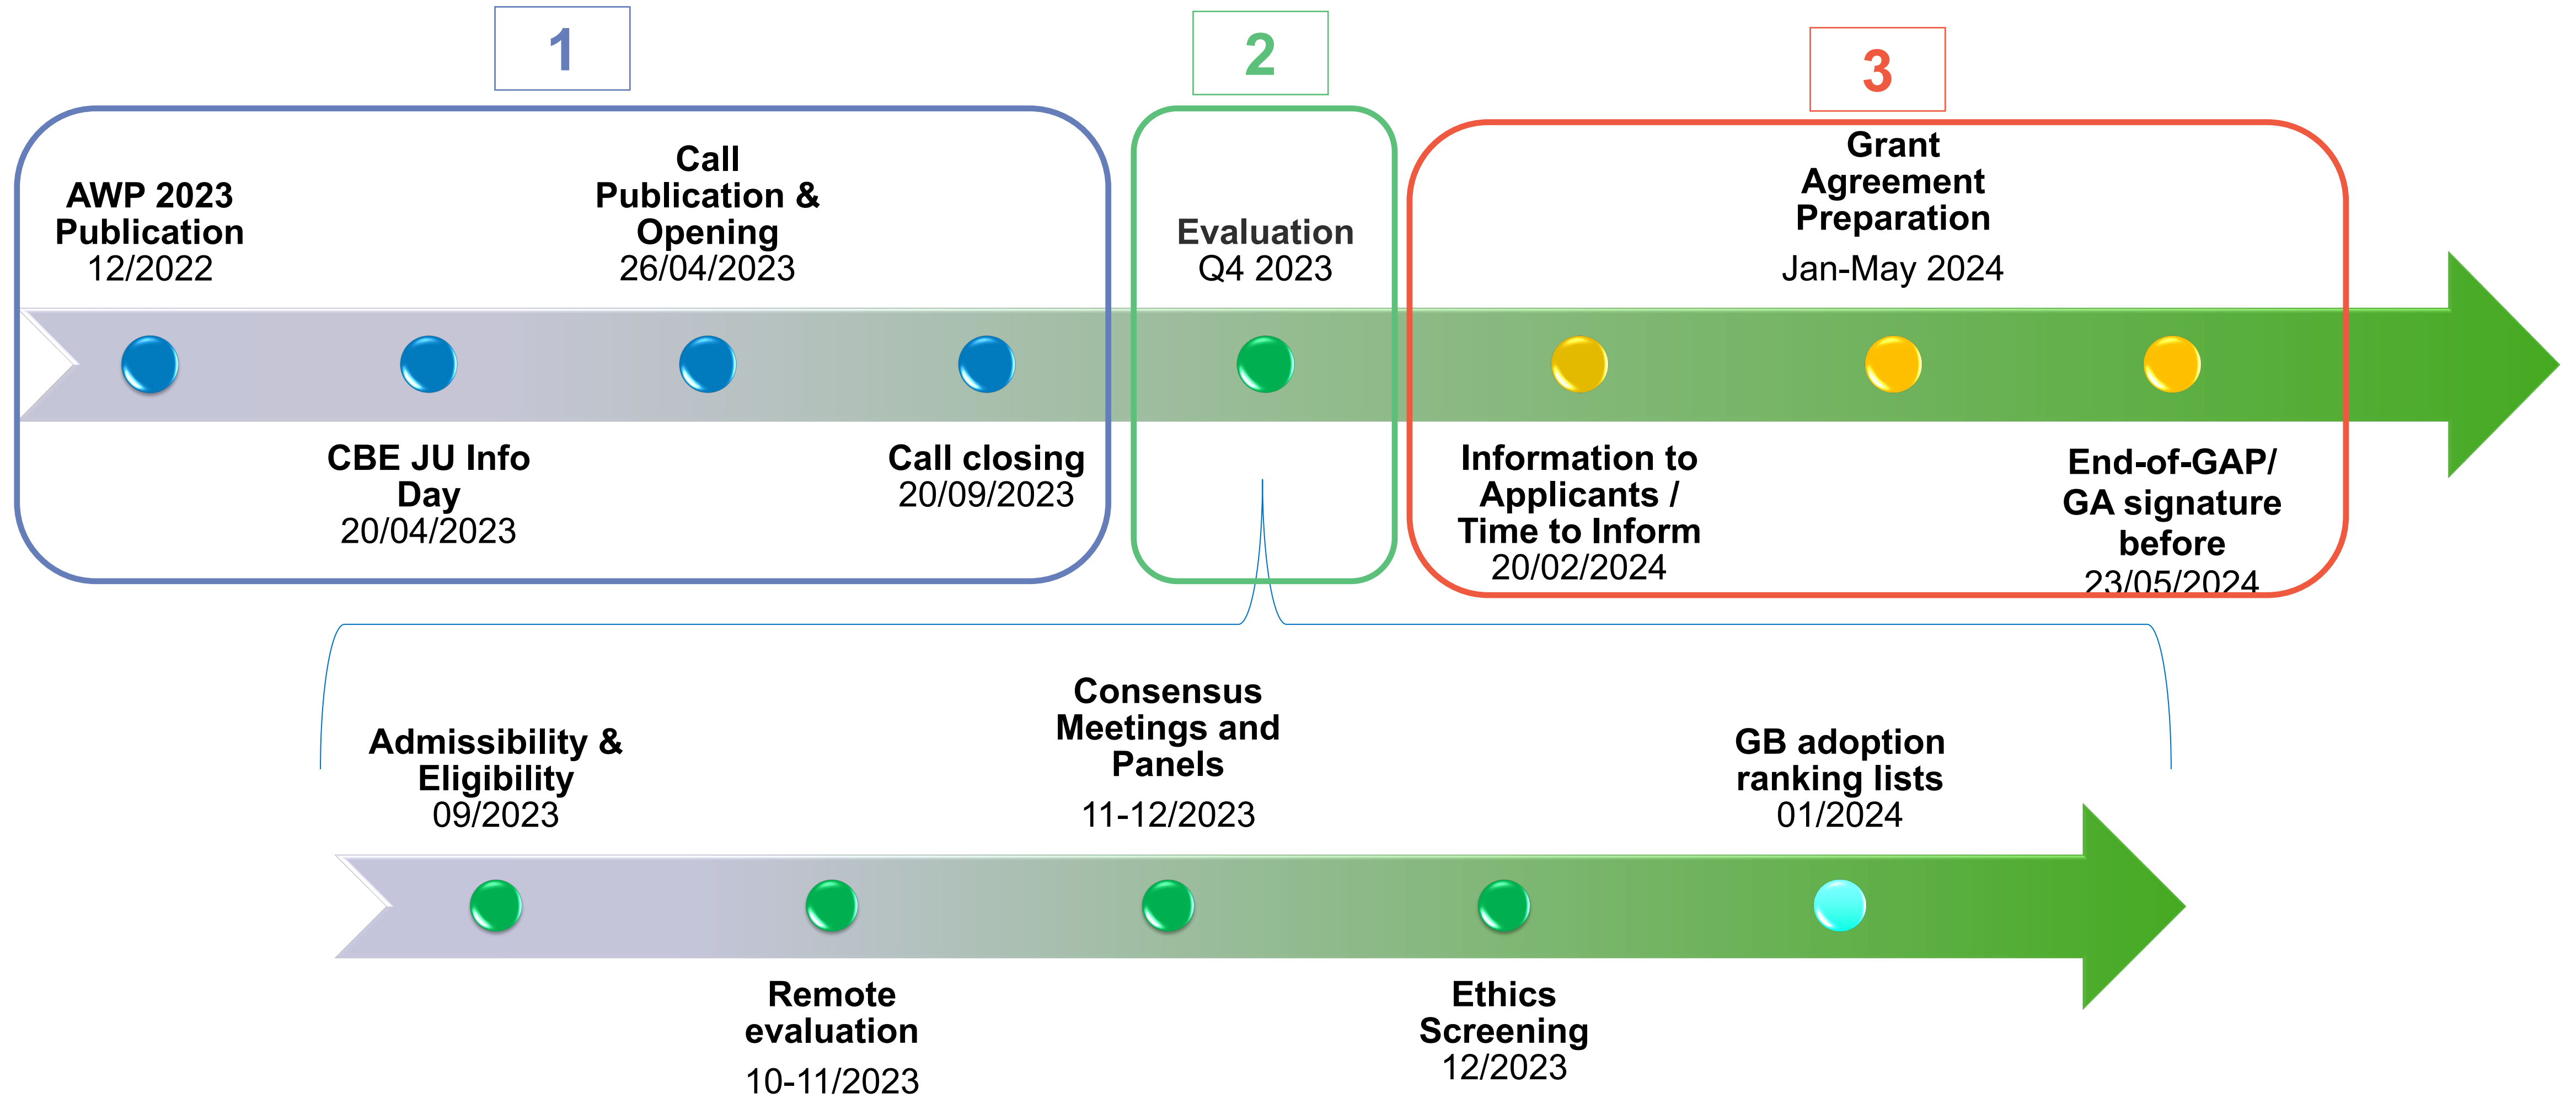 1
2
3
AWP 2023
Publication
12/2022
Call
Publication &
Opening
26/04/2023
Evaluation
Q4 2023
Grant
Agreement
Preparation
Jan-May 2024
CBE JU Info
Day
20/04/2023
Call closing
20/09/2023
Information to
Applicants /
Time to Inform
20/02/2024
End-of-GAP/
GA signature
before
23/05/2024
Admissibility &
Eligibility
09/2023
Consensus
Meetings and
Panels
11-12/2023
GB adoption
ranking lists
01/2024
Remote
evaluation
10-11/2023
Ethics
Screening
12/2023